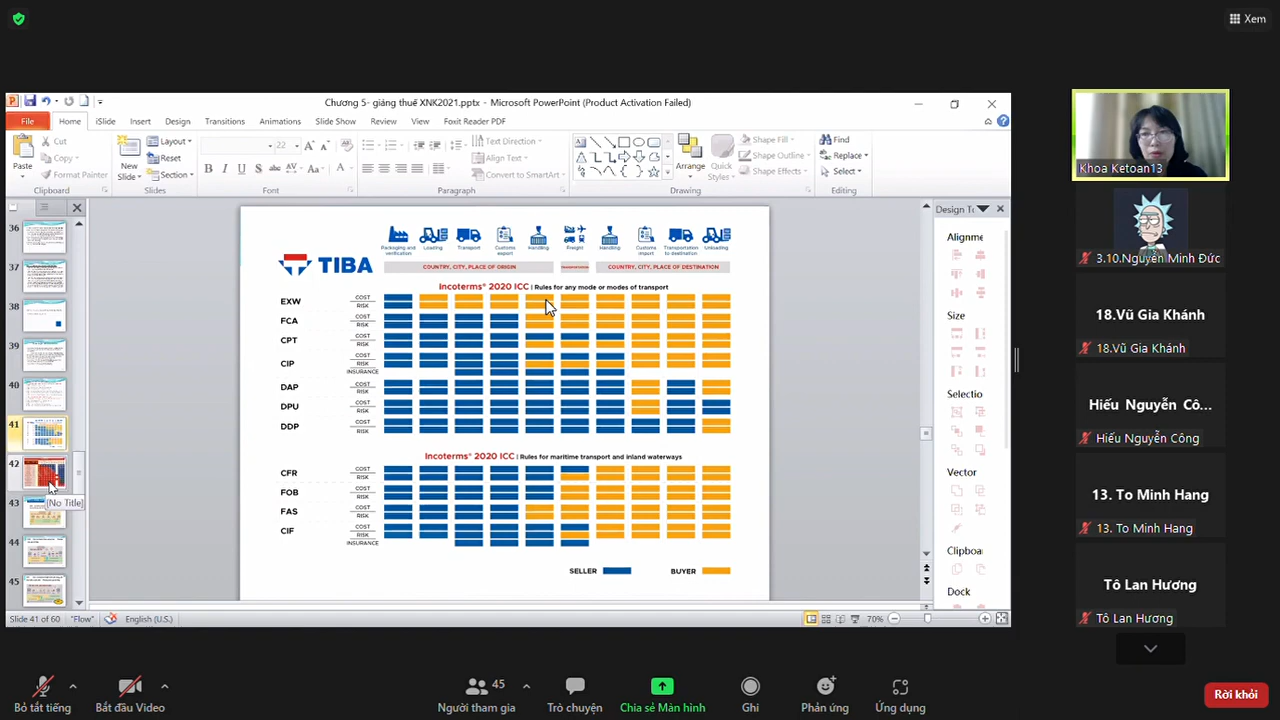 Xem
Chương 5- giảng thuế XNK2021.pptx - Microsoft PowerPoint (Product Activation Failed)
File Home iSlide Insert Design Transitions Animations Slide Show Review View Foxit Reader PDF
Paste
Cut
Copy
Format Painter
Clipboard
New
Slide
Layout
Reset
Section
Slides
22
Font
Text Direction
Align Text
Convert to SmartArt
Paragraph
Arrange
Quick
Styles
Shape Fill
Shape Outline
Shape Effects
Drawing
Find
Replace
Select
Editing
36
37
38
39
40
41
42
(No Title)
43
44
45
Packaging and verification
Loading
Transport
Customs export
Handling
Freight
Handling
Customs import
Transportation to destination
Unloading
TIBA
COUNTRY, CITY, PLACE OF ORIGIN
COUNTRY, CITY, PLACE OF DESTINATION
Incoterms® 2020 ICC | Rules for any mode or modes of transport
EXW COST
RISK
FCA COST
RISK
CPT COST
RISK
CIP COST
RISK
INSURANCE
DAP COST
RISK
DPU COST
RISK
DDP COST
RISK
Incoterms® 2020 ICC | Rules for maritime transport and inland waterways
CFR COST
RISK
FOB COST
RISK
FAS COST
RISK
CIF COST
RISK
INSURANCE
SELLER BUYER
Design To
Alignme
Size
Selectio
Vector
Clipboa
Dock
Slide 41 of 60 "Flow" English (U.S.) 70%
Khoa Ketoan13
3.10.Nguyễn Minh Đức
18.Vũ Gia Khánh
18.Vũ Gia Khánh
Hiếu Nguyễn Cô...
Hiếu Nguyễn Công
13. To Minh Hang
13. To Minh Hang
Tô Lan Hương
Tô Lan Hương
Bỏ tắt tiếng
Bắt đầu Video
45
Người tham gia
Trò chuyện
Chia sẻ Màn hình
Ghi
Phản ứng
Ứng dụng
Rời khỏi